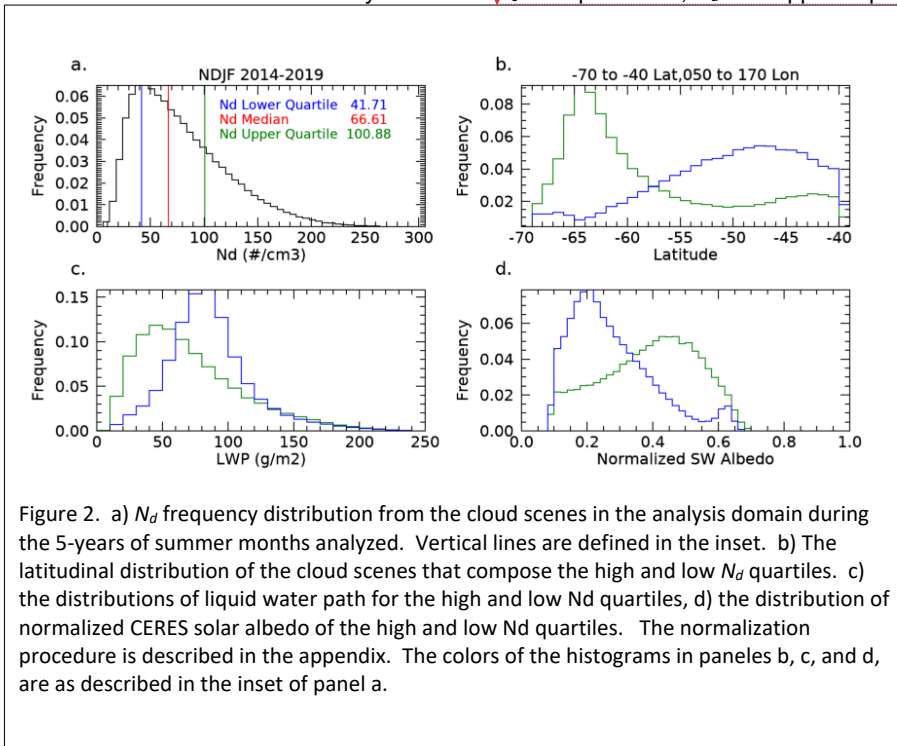 a.
NDJF 2014-2019
Nd Lower Quartile 41.71
Nd Median 66.61
Nd Upper Quartile 100.88
0.06
0.05
0.04
0.03
0.02
0.01
0.00
Frequency
0 50 100 150 200 250 300
Nd (#/cm3)
b.
-70 to -40 Lat,050 to 170 Lon
0.08
0.06
0.04
0.02
Frequency
-70 -65 -60 -55 -50 -45 -40
Latitude
c.
0.15
0.10
0.05
0.00
Frequency
0 50 100 150 200 250
LWP (g/m2)
d.
0.06
0.04
0.02
0.00
Frequency
0.0 0.2 0.4 0.6 0.8 1.0
Normalized SW Albedo
Figure 2. a) Nd frequency distribution from the cloud scenes in the analysis domain during
the 5-years of summer months analyzed. Vertical lines are defined in the inset. b) The
latitudinal distribution of the cloud scenes that compose the high and low Nd quartiles. c)
the distributions of liquid water path for the high and low Nd quartiles, d) the distribution of
normalized CERES solar albedo of the high and low Nd quartiles. The normalization
procedure is described in the appendix. The colors of the histograms in paneles b, c, and d,
are as described in the inset of panel a.